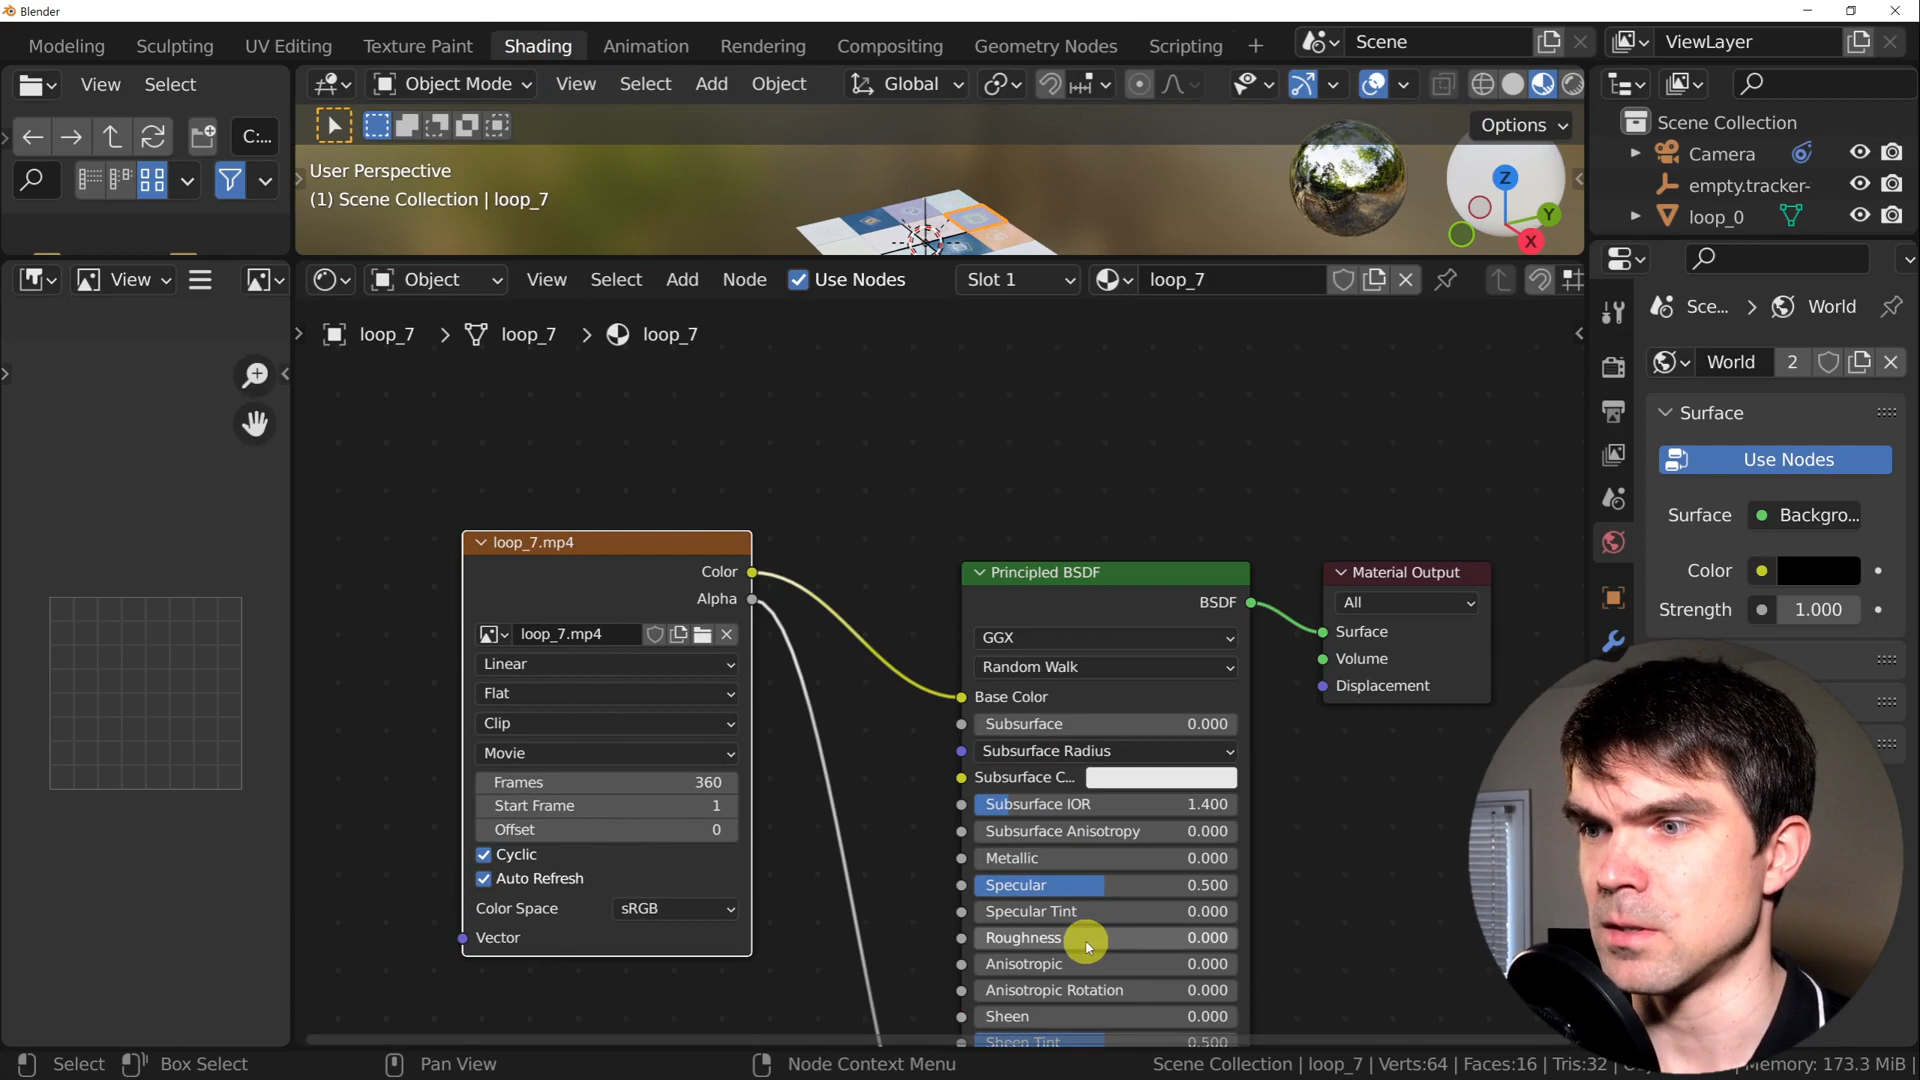 Blender
Modeling Sculpting UV Editing Texture Paint Shading Animation Rendering Compositing Geometry Nodes Scripting + Scene ViewLayer
View Select Object Mode View Select Add Object Global
C:...
Options
User Perspective
(1) Scene Collection | loop_7
Z
Y
X
Scene Collection
Camera
empty.tracker-
loop_0
View Object View Select Add Node Use Nodes Slot 1 loop_7
loop_7 > loop_7 > loop_7
Sce... > World
World 2
Surface
Use Nodes
Surface Backgro...
Color
Strength 1.000
loop_7.mp4
Color
Alpha
loop_7.mp4
Linear
Flat
Clip
Movie
Frames 360
Start Frame 1
Offset 0
Cyclic
Auto Refresh
Color Space sRGB
Vector
Principled BSDF
BSDF
GGX
Random Walk
Base Color
Subsurface 0.000
Subsurface Radius
Subsurface C...
Subsurface IOR 1.400
Subsurface Anisotropy 0.000
Metallic 0.000
Specular 0.500
Specular Tint 0.000
Roughness 0.000
Anisotropic 0.000
Anisotropic Rotation 0.000
Sheen 0.000
Sheen Tint 0.500
Material Output
All
Surface
Volume
Displacement
Select Box Select Pan View Node Context Menu Scene Collection | loop_7 | Verts:64 | Faces:16 | Tris:32 | Memory: 173.3 MiB